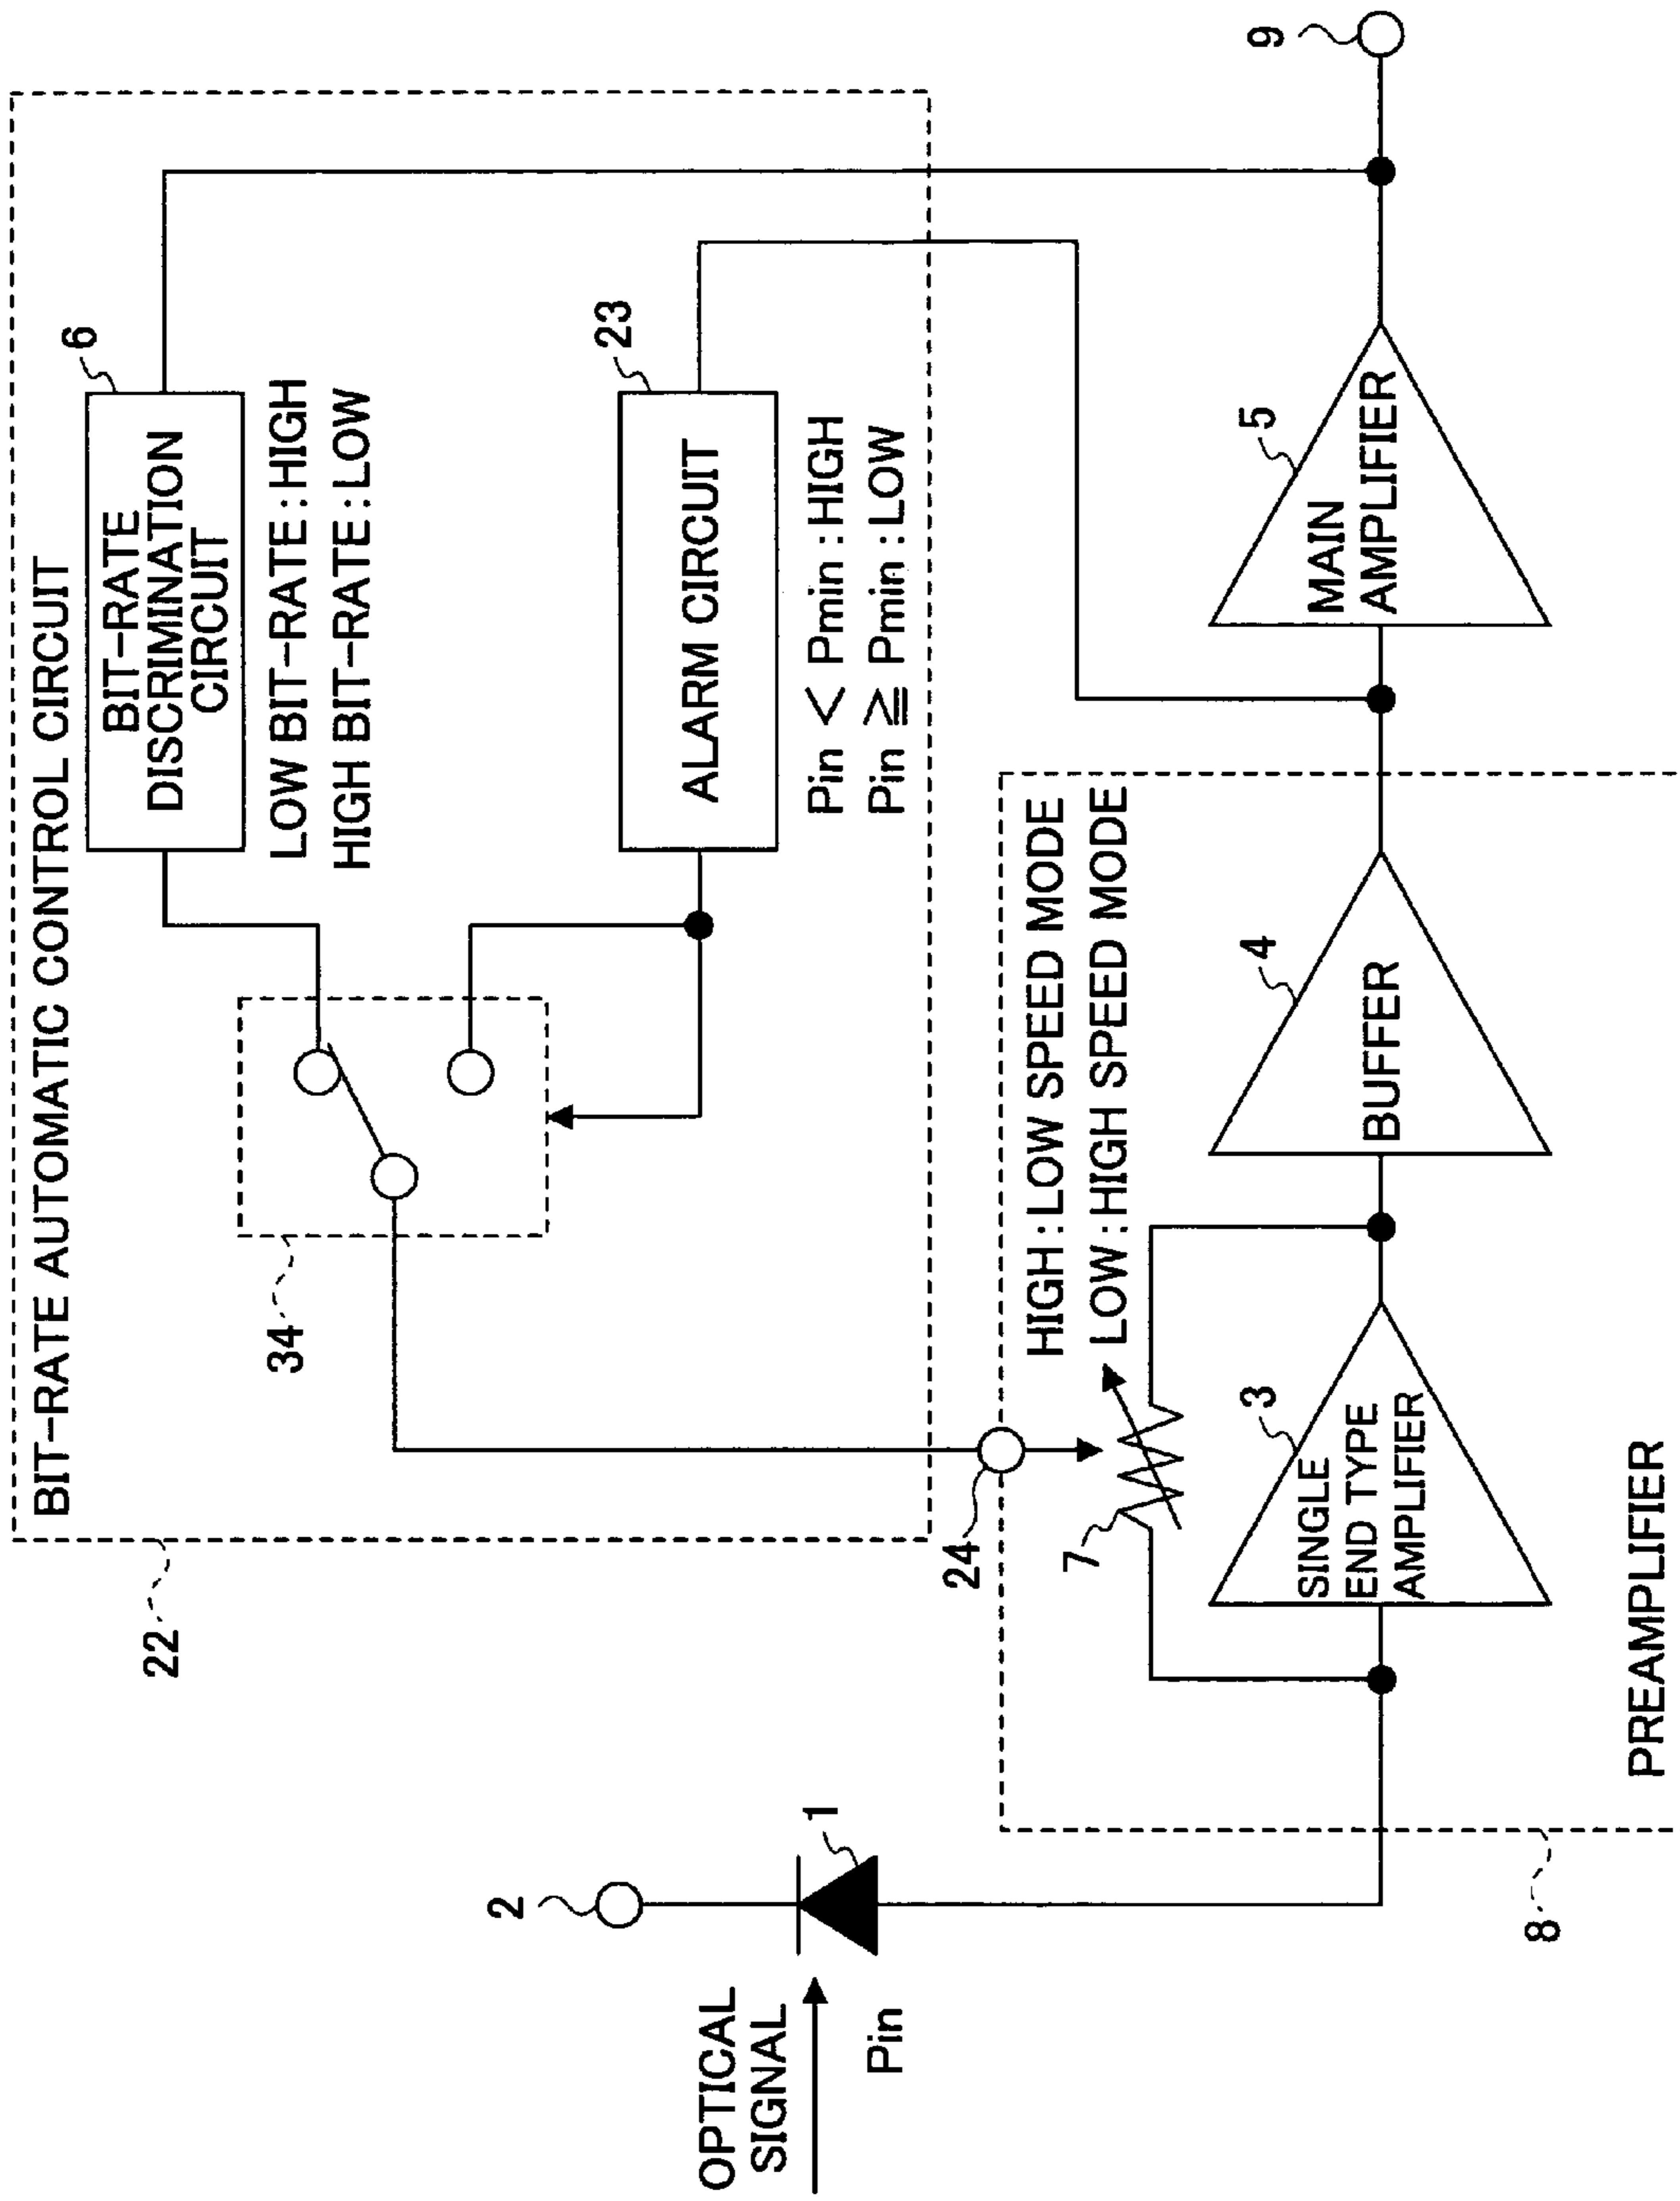 BIT-RATE AUTOMATIC CONTROL CIRCUIT
22
34
BIT-RATE
DISCRIMINATION
CIRCUIT
6
LOW BIT-RATE:HIGH
HIGH BIT-RATE:LOW
ALARM CIRCUIT
23
Pin < Pmin:HIGH
Pin ≧ Pmin:LOW
OPTICAL
SIGNAL
Pin
2
1
24
HIGH:LOW SPEED MODE
LOW:HIGH SPEED MODE
7
SINGLE
END TYPE
AMPLIFIER
3
BUFFER
4
MAIN
AMPLIFIER
5
9
8
PREAMPLIFIER